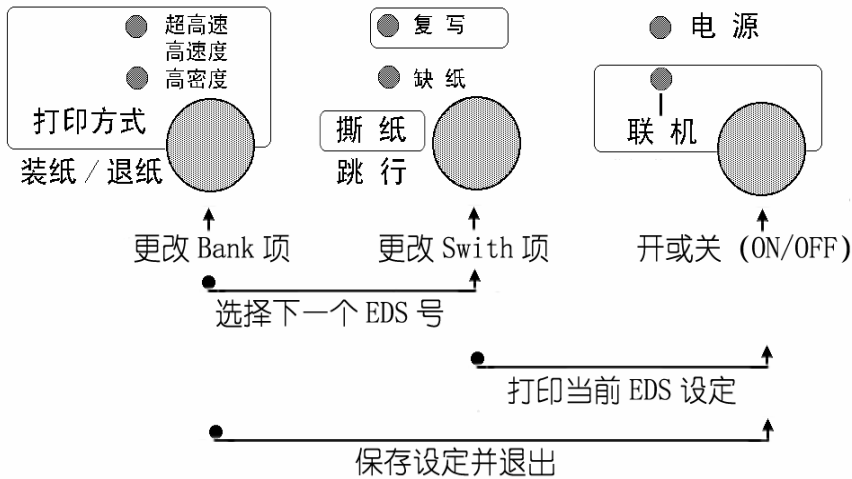 超高速
高速度
高密度
打印方式
装纸/退纸
复写
缺纸
撕纸
跳行
电源
联机
更改 Bank 项
更改 Swith 项
开或关 (ON/OFF)
选择下一个 EDS 号
打印当前 EDS 设定
保存设定并退出